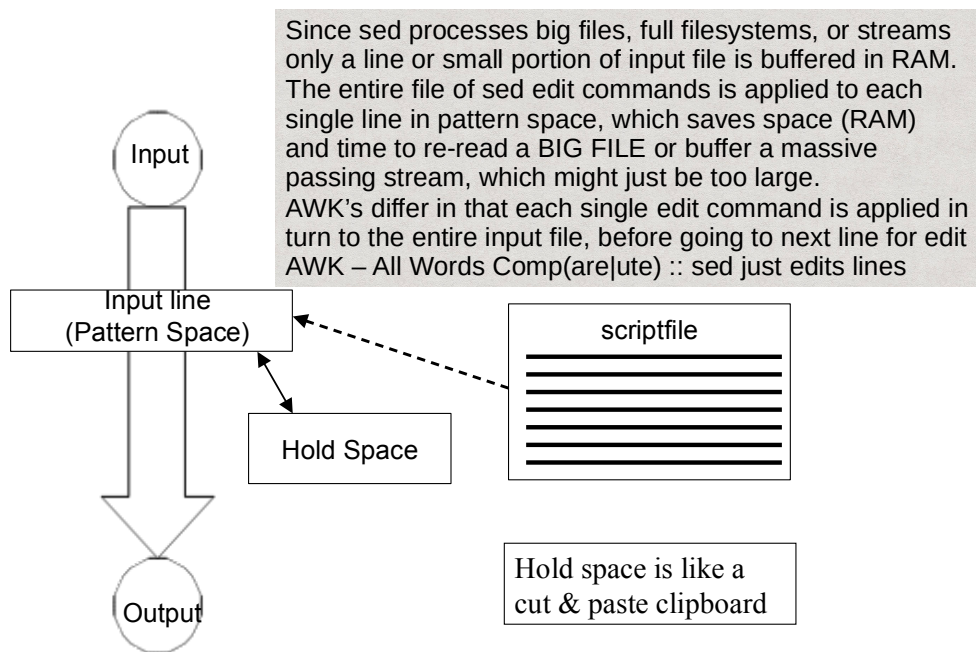 Since sed processes big files, full filesystems, or streams
only a line or small portion of input file is buffered in RAM.
The entire file of sed edit commands is applied to each
single line in pattern space, which saves space (RAM)
and time to re-read a BIG FILE or buffer a massive
passing stream, which might just be too large.
AWK's differ in that each single edit command is applied in
turn to the entire input file, before going to next line for edit
AWK – All Words Comp(are|ute) :: sed just edits lines
Input
Input line
(Pattern Space)
scriptfile
Hold Space
Hold space is like a
cut & paste clipboard
Output